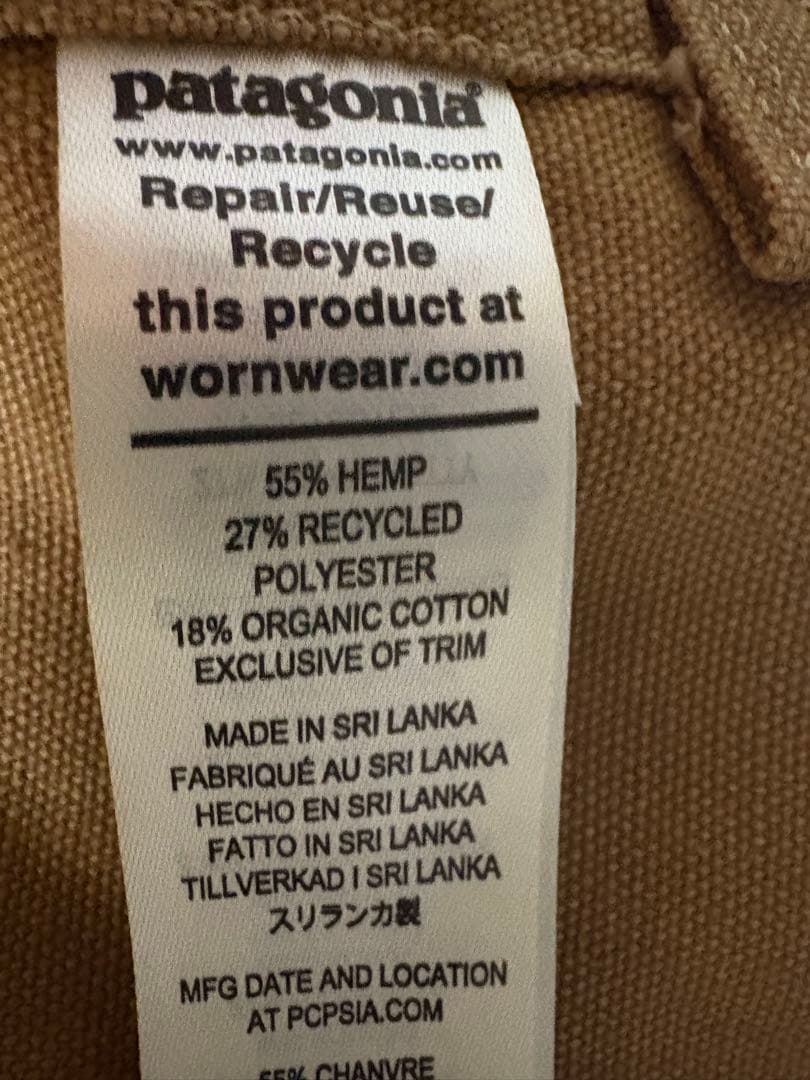 patagonia®
www.patagonia.com
Repair/Reuse/
Recycle
this product at
wornwear.com
55% HEMP
27% RECYCLED
POLYESTER
18% ORGANIC COTTON
EXCLUSIVE OF TRIM
MADE IN SRI LANKA
FABRIQUÉ AU SRI LANKA
HECHO EN SRI LANKA
FATTO IN SRI LANKA
TILLVERKAD I SRI LANKA
スリランカ製
MFG DATE AND LOCATION
AT PCPSIA.COM
55% CHANVRE